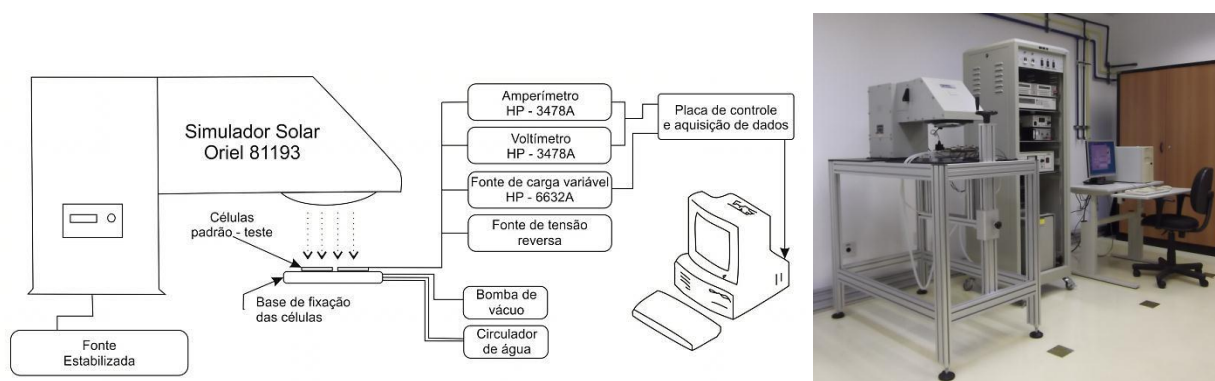 Simulador Solar
Oriel 81193
Células
padrão - teste
Base de fixação
das células
Fonte
Estabilizada
Amperímetro
HP - 3478A
Voltímetro
HP - 3478A
Fonte de carga variável
HP - 6632A
Fonte de tensão
reversa
Bomba de
vácuo
Circulador
de água
Placa de controle
e aquisição de dados